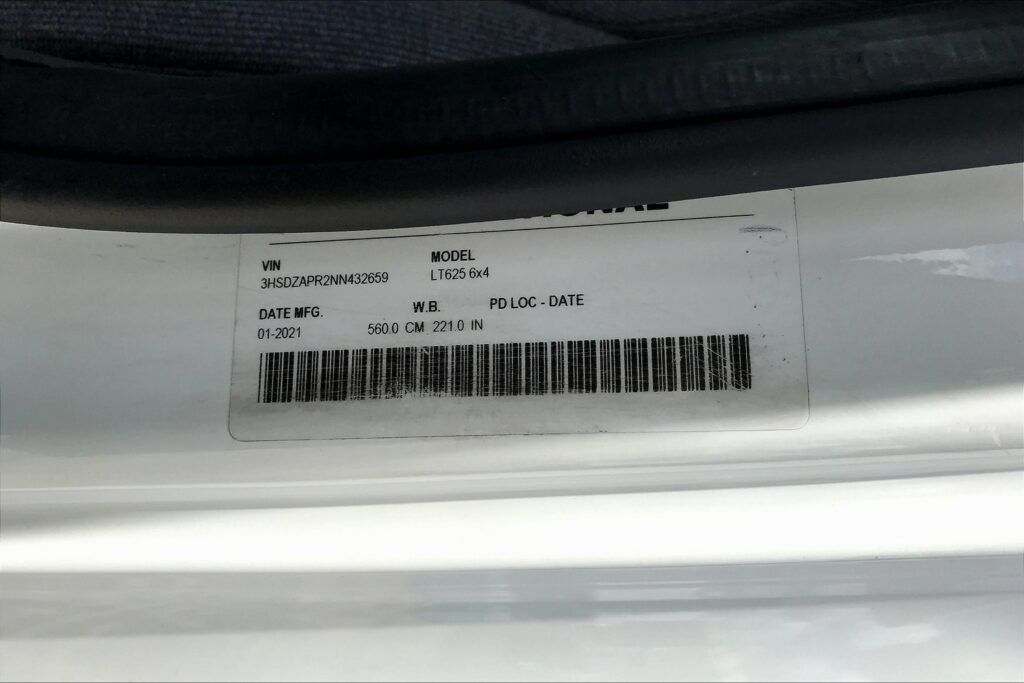 VIN MODEL
3HSDZAPR2NN432659 LT625 6x4
DATE MFG. W.B. PD LOC - DATE
01-2021 560.0 CM 221.0 IN